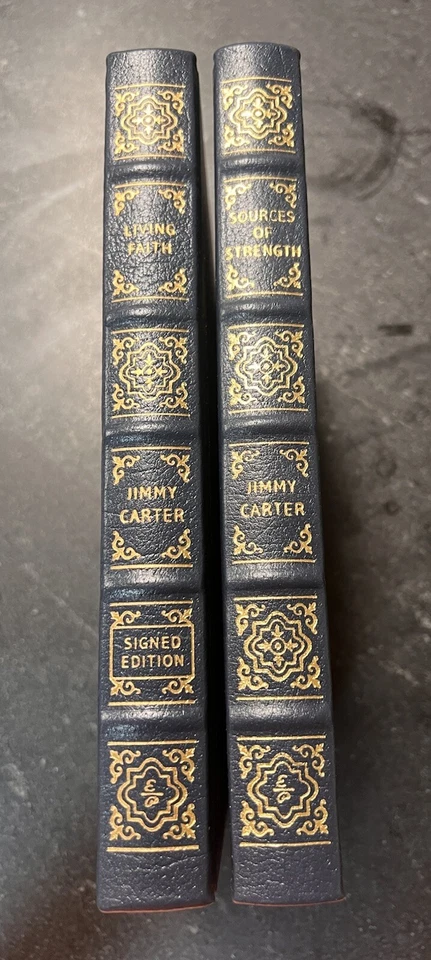 LIVING
FAITH
JIMMY
CARTER
SIGNED
EDITION
SOURCES
OF
STRENGTH
JIMMY
CARTER